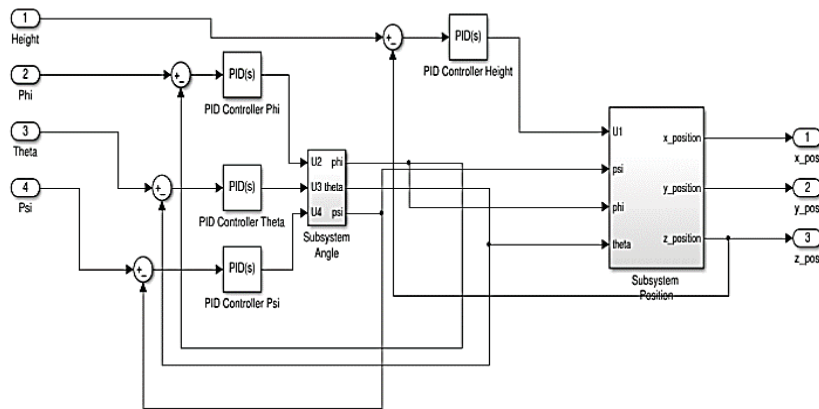 1
Height
PID(s)
PID Controller Height
2
Phi
PID(s)
PID Controller Phi
3
Theta
PID(s)
PID Controller Theta
4
Psi
PID(s)
PID Controller Psi
U2 phi
U3 theta
U4 psi
Subsystem
Angle
U1
psi
phi
theta
x_position
y_position
z_position
Subsystem
Position
1
x_pos
2
y_pos
3
z_pos